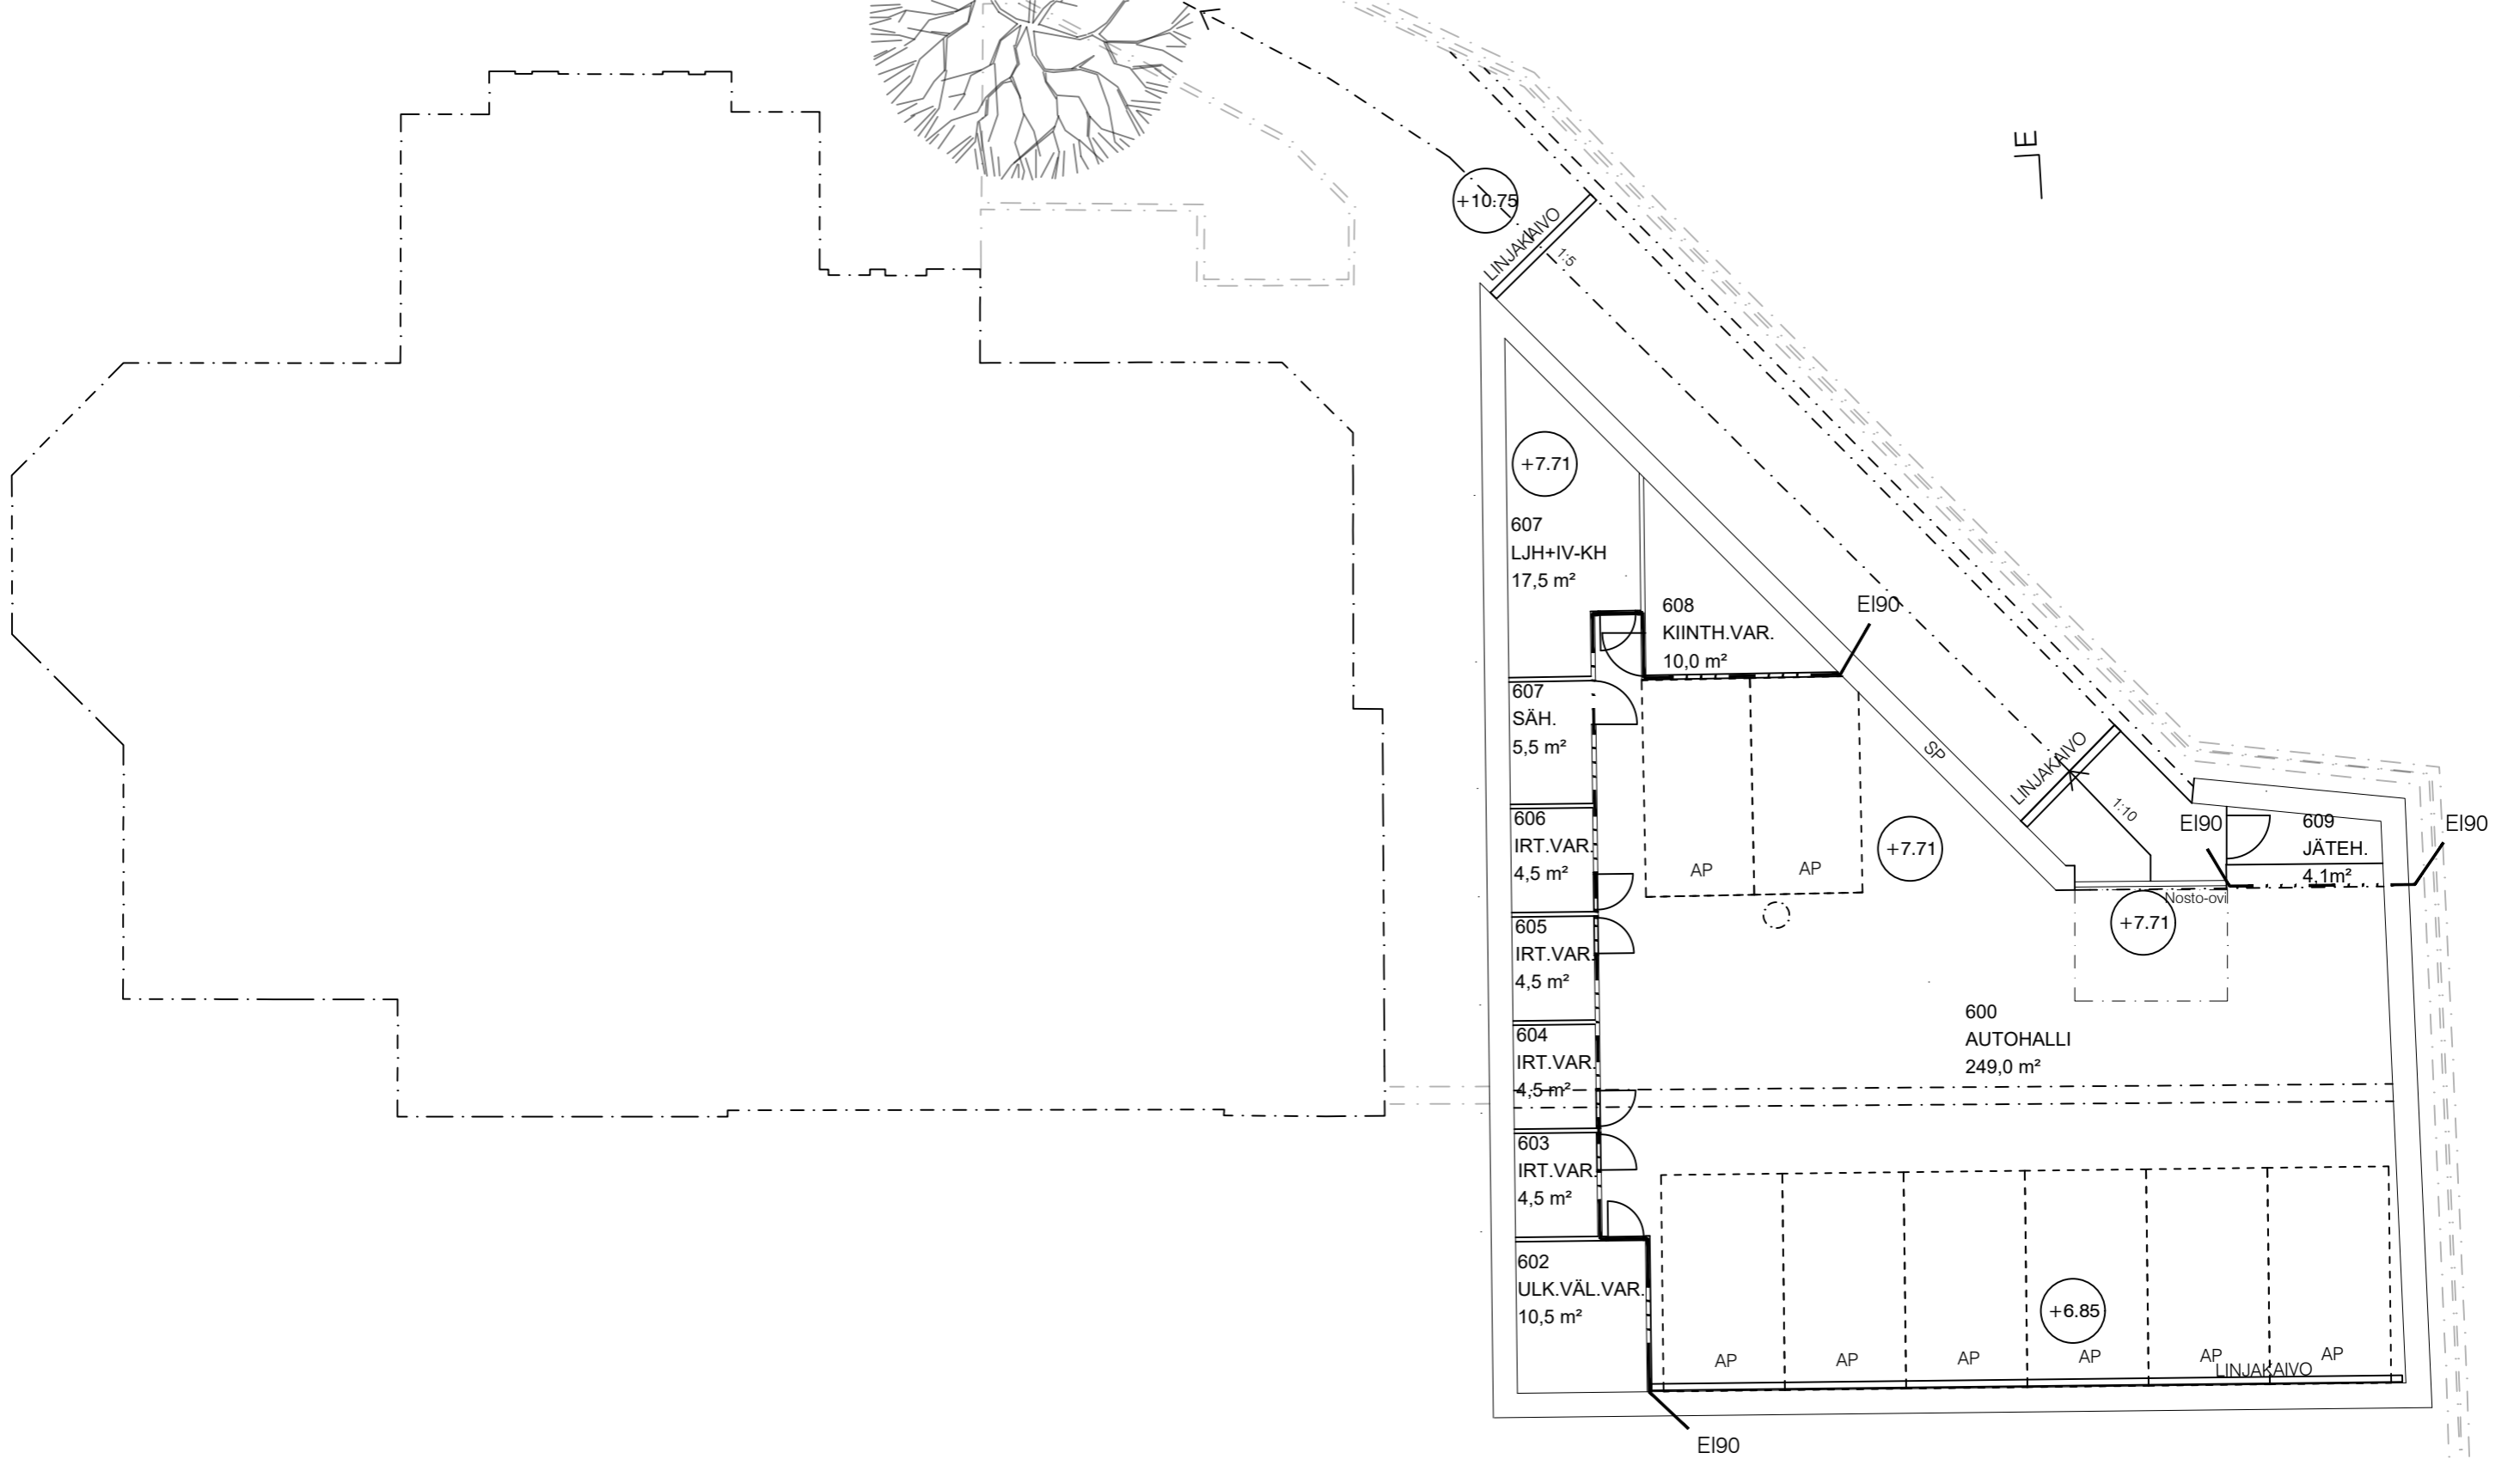 E
+10.75
LINJAKAIVO
1:5
+7.71
607
LJH+IV-KH
17,5 m²
608
KIINTH.VAR.
10,0 m²
EI90
607
SÄH.
5,5 m²
SP
LINJAKAIVO
1:10
606
IRT.VAR.
4,5 m²
AP
AP
+7.71
EI90
609
JÄTEH.
4,1m²
EI90
Nosto-ovi
+7.71
605
IRT.VAR.
4,5 m²
600
AUTOHALLI
249,0 m²
604
IRT.VAR.
4,5 m²
603
IRT.VAR.
4,5 m²
602
ULK.VÄL.VAR.
10,5 m²
+6.85
AP
AP
AP
AP
AP
AP
LINJAKAIVO
EI90